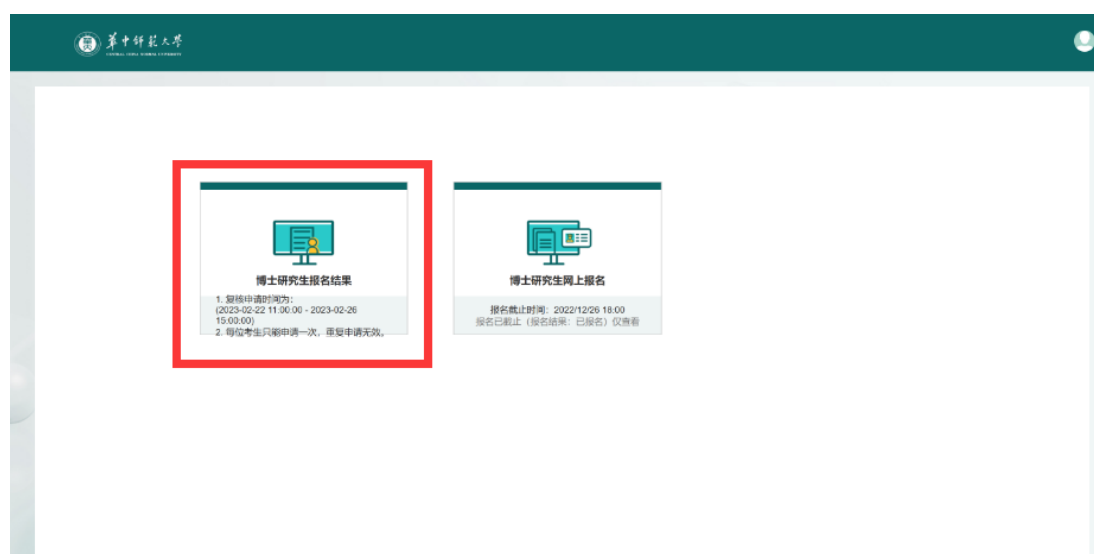 華中師範大學
CENTRAL CHINA NORMAL UNIVERSITY
博士研究生报名结果
1. 复核申请时间为：
(2023-02-22 11:00:00 - 2023-02-26
15:00:00)
2. 每位考生只能申请一次，重复申请无效。
博士研究生网上报名
报名截止时间：2022/12/26 18:00
报名已截止（报名结果：已报名）仅查看